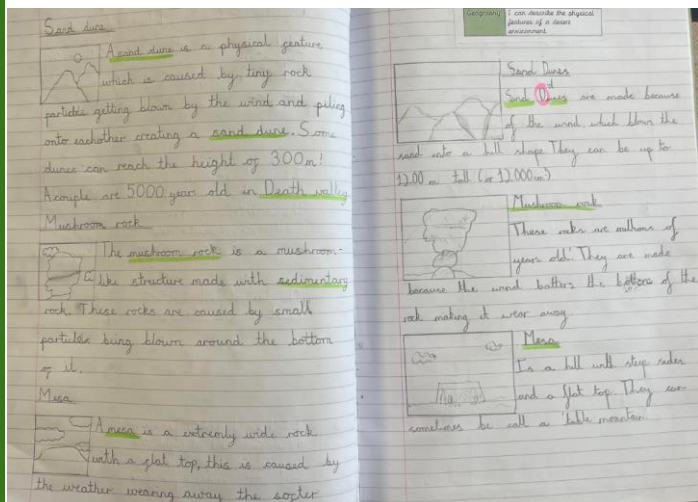 Sand dune
A sand dune is a physical feature
which is caused by tiny rock
particles getting blown by the wind and piling
onto eachother creating a sand dune. Some
dunes can reach the height of 300m!
A couple are 5000 years old in Death valley
Mushroom rock
The mushroom rock is a mushroom-
like structure made with sedimentary
rock. These rocks are caused by small
particles being blown around the bottom
of it.
Mesa
A mesa is a extremly wide rock
with a flat top, this is caused by
the weather wearing away the softer
Geography
I can describe the physical
features of a desert
environment.
Sand Dunes
d
Sand Dunes are made because
of the wind which blows the
sand into a hill shape. They can be up to
1200 m tall (or 12.000cm)
Mushroom rock
These rocks are millions of
years old! They are made
because the wind batters the bottom of the
rock making it wear away
Mesa
Is a hill with steep sides
and a flat top. They can
sometimes be call a table mountain.